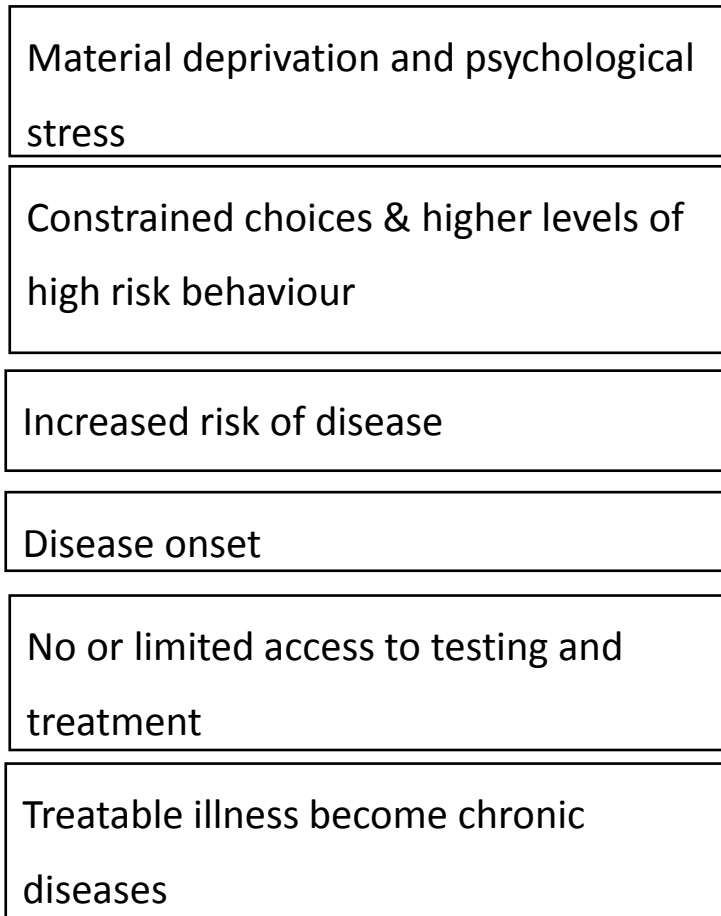 Material deprivation and psychological
stress
Constrained choices & higher levels of
high risk behaviour
Increased risk of disease
Disease onset
No or limited access to testing and
treatment
Treatable illness become chronic
diseases